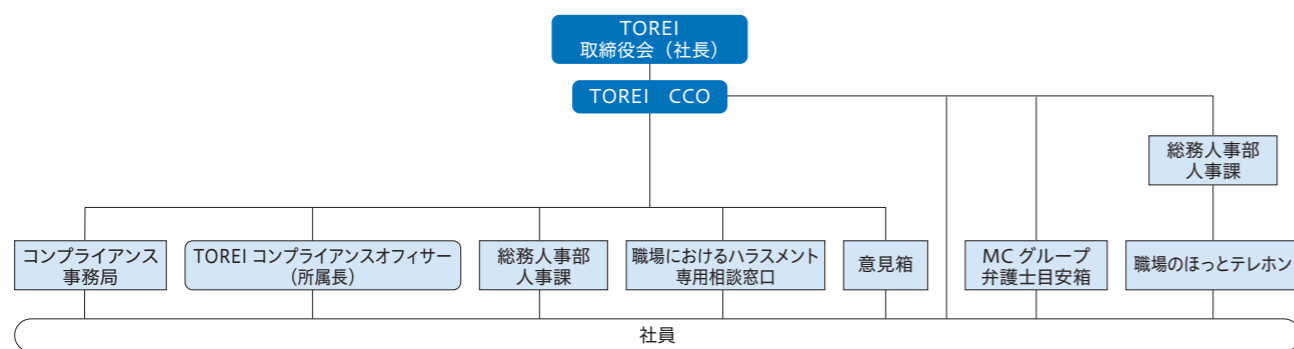 TOREI
取締役会（社長）
TOREI　CCO
総務人事部
人事課
コンプライアンス
事務局
TOREI コンプライアンスオフィサー
（所属長）
総務人事部
人事課
職場におけるハラスメント
専用相談窓口
意見箱
MC グループ
弁護士目安箱
職場のほっとテレホン
社員